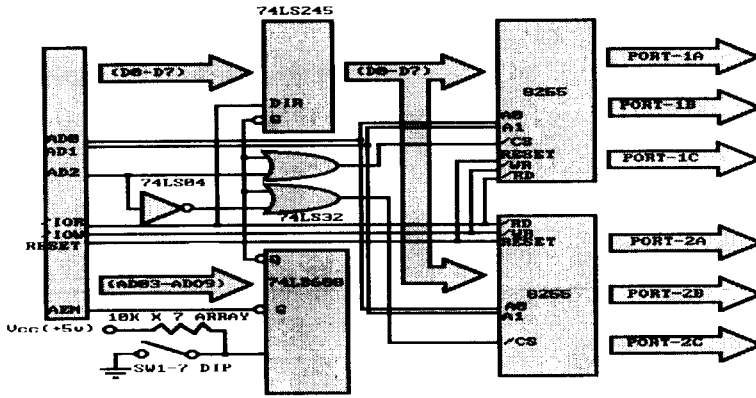 74LS245
(D0-D7)
(D0-D7)
PORT-1A
8255
DIR
G
PORT-1B
A0
A1
AD0
AD1
/CS
AD2
RESET
/WR
/RD
PORT-1C
74LS04
74LS32
/IOR
/IOW
RESET
/RD
/WR
RESET
PORT-2A
(AD03-AD09)
8255
PORT-2B
AEN
A0
A1
10K X 7 ARRAY
Vcc(+5v)
/CS
PORT-2C
SW1-7 DIP